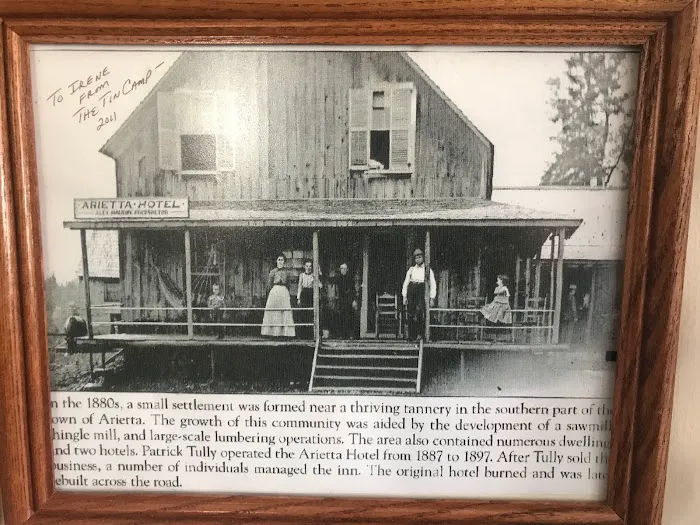 TO IRENE
FROM
THE TIN CAMP-
2011
ARIETTA·HOTEL·
PROPRIETOR
n the 1880s, a small settlement was formed near a thriving tannery in the southern part of th
own of Arietta. The growth of this community was aided by the development of a sawmill
hingle mill, and large-scale lumbering operations. The area also contained numerous dwelling
nd two hotels. Patrick Tully operated the Arietta Hotel from 1887 to 1897. After Tully sold th
usiness, a number of individuals managed the inn. The original hotel burned and was late
ebuilt across the road.